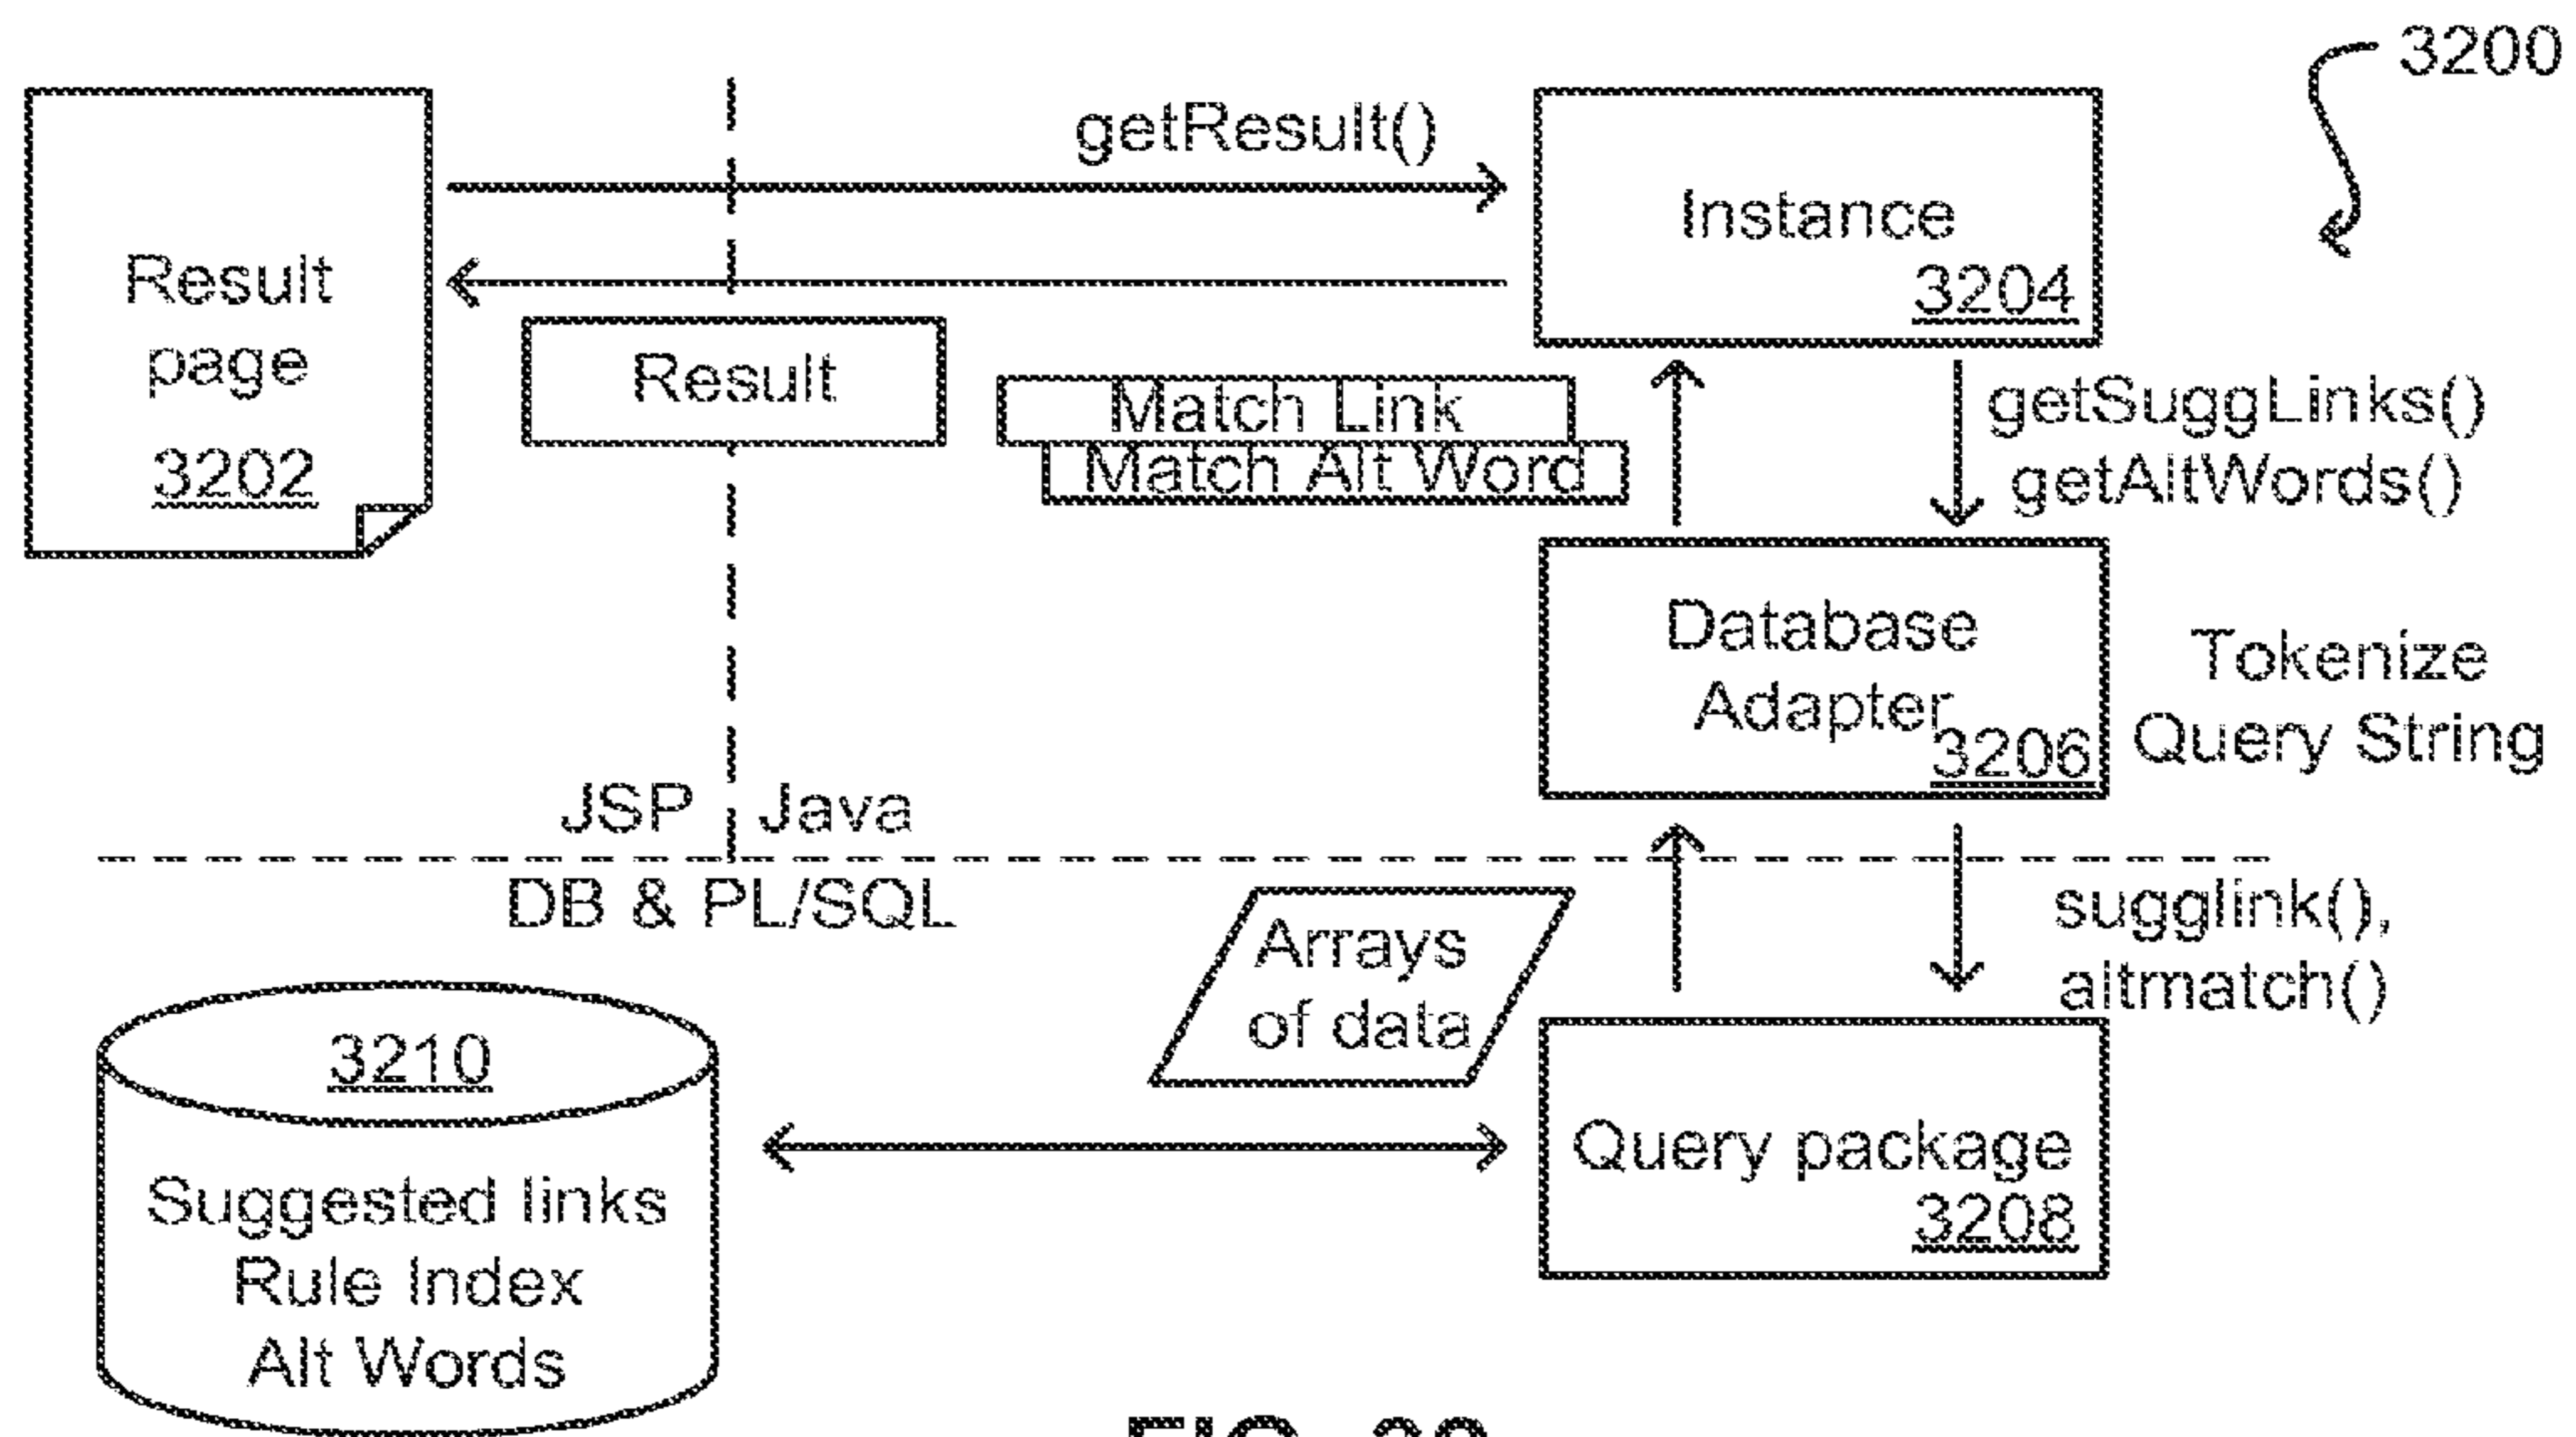 3200
getResult()
Result
page
3202
Instance
3204
Result
Match Link
Match Alt Word
getSuggLinks()
getAltWords()
Database
Adapter
3206
Tokenize
Query String
JSP
Java
DB & PL/SQL
Arrays
of data
sugglink(),
altmatch()
3210
Suggested links
Rule Index
Alt Words
Query package
3208